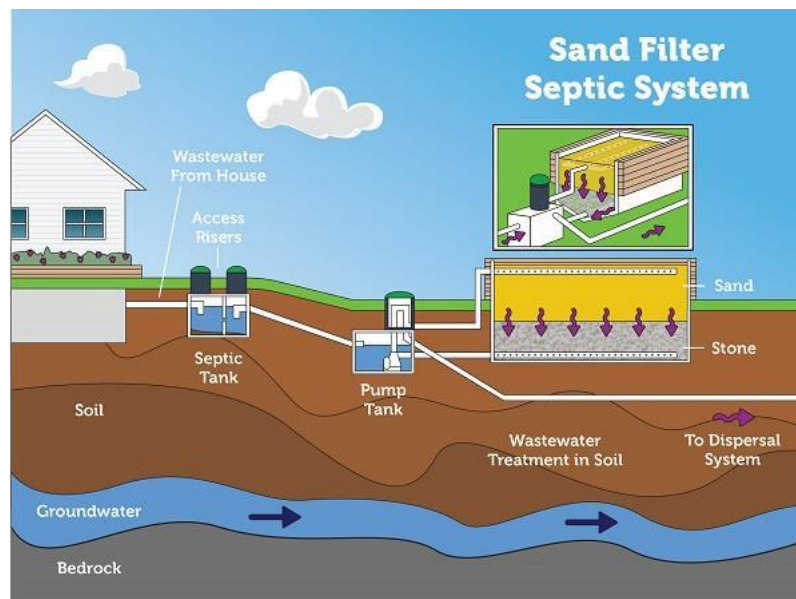 Sand Filter
Septic System
Wastewater
From House
Access
Risers
Sand
Stone
Septic
Tank
Pump
Tank
Soil
Wastewater
Treatment in Soil
To Dispersal
System
Groundwater
Bedrock